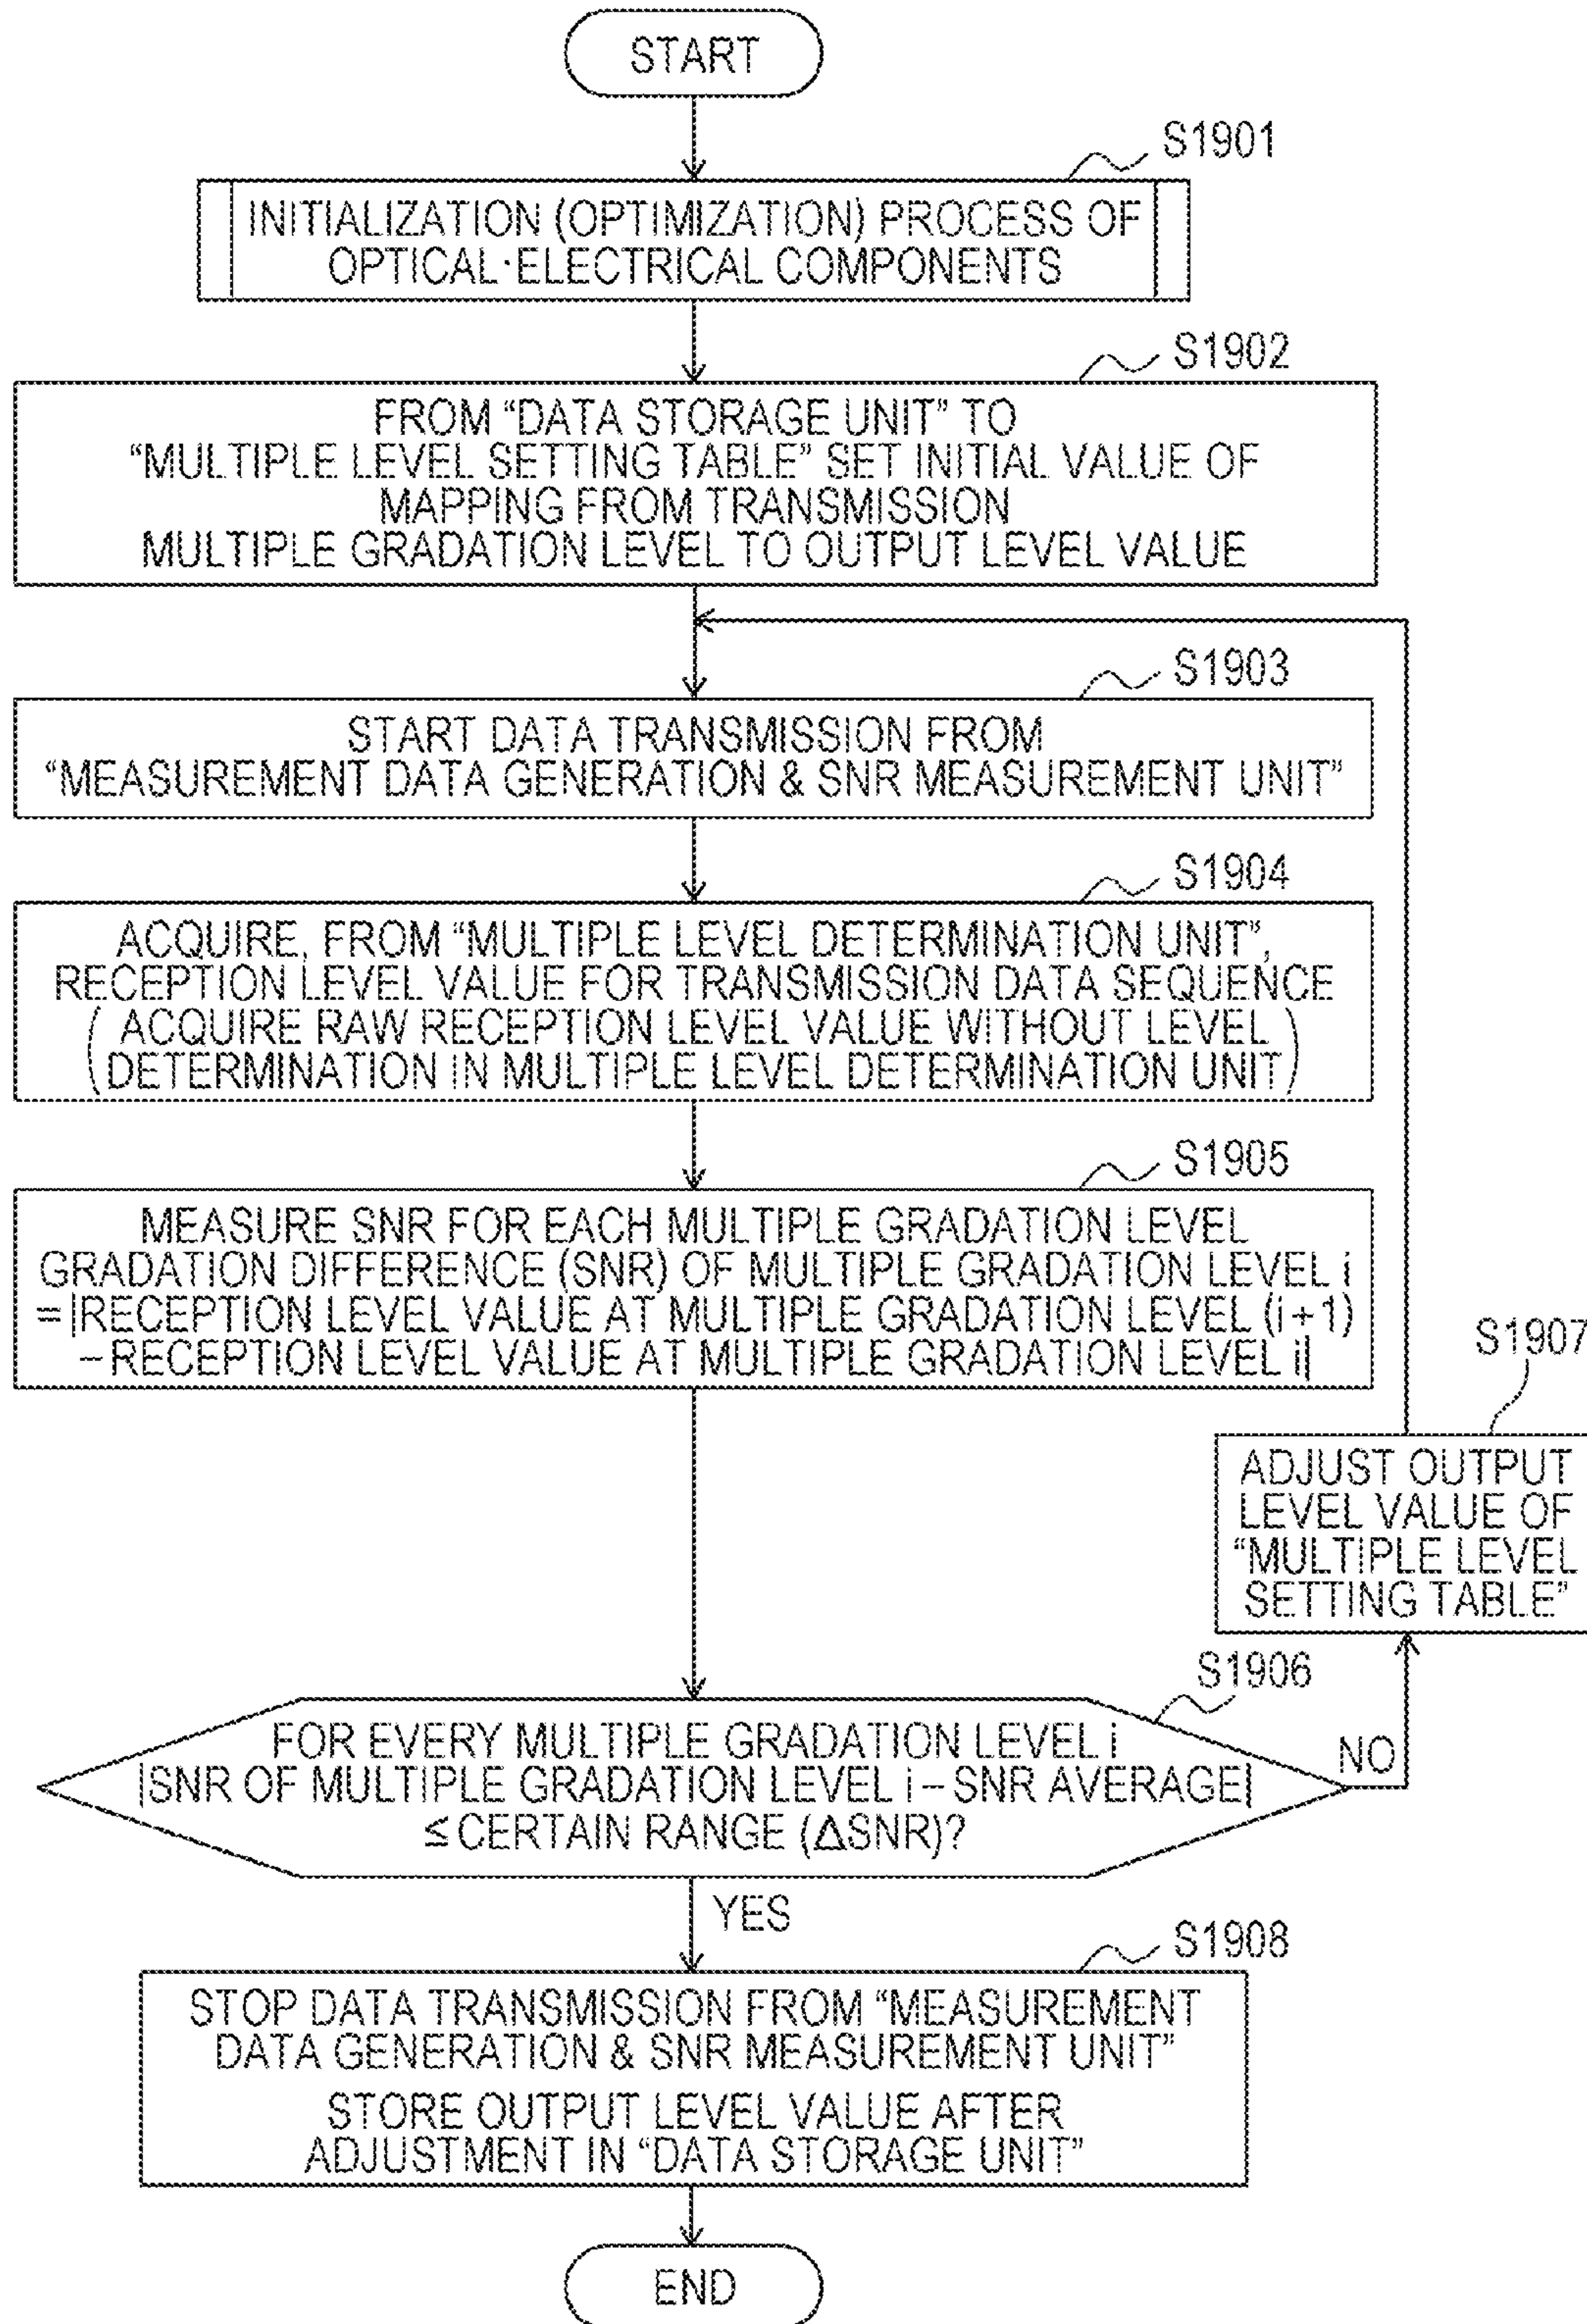 START
S1901
INITIALIZATION (OPTIMIZATION) PROCESS OF
OPTICAL·ELECTRICAL COMPONENTS
S1902
FROM “DATA STORAGE UNIT” TO
“MULTIPLE LEVEL SETTING TABLE” SET INITIAL VALUE OF
MAPPING FROM TRANSMISSION
MULTIPLE GRADATION LEVEL TO OUTPUT LEVEL VALUE
S1903
START DATA TRANSMISSION FROM
“MEASUREMENT DATA GENERATION & SNR MEASUREMENT UNIT”
S1904
ACQUIRE, FROM “MULTIPLE LEVEL DETERMINATION UNIT”,
RECEPTION LEVEL VALUE FOR TRANSMISSION DATA SEQUENCE
( ACQUIRE RAW RECEPTION LEVEL VALUE WITHOUT LEVEL
DETERMINATION IN MULTIPLE LEVEL DETERMINATION UNIT )
S1905
MEASURE SNR FOR EACH MULTIPLE GRADATION LEVEL
GRADATION DIFFERENCE (SNR) OF MULTIPLE GRADATION LEVEL i
= |RECEPTION LEVEL VALUE AT MULTIPLE GRADATION LEVEL (i+1)
– RECEPTION LEVEL VALUE AT MULTIPLE GRADATION LEVEL i|
S1907
ADJUST OUTPUT
LEVEL VALUE OF
“MULTIPLE LEVEL
SETTING TABLE”
S1906
FOR EVERY MULTIPLE GRADATION LEVEL i
|SNR OF MULTIPLE GRADATION LEVEL i – SNR AVERAGE|
≤ CERTAIN RANGE (ΔSNR)?
NO
YES
S1908
STOP DATA TRANSMISSION FROM “MEASUREMENT
DATA GENERATION & SNR MEASUREMENT UNIT”
STORE OUTPUT LEVEL VALUE AFTER
ADJUSTMENT IN “DATA STORAGE UNIT”
END